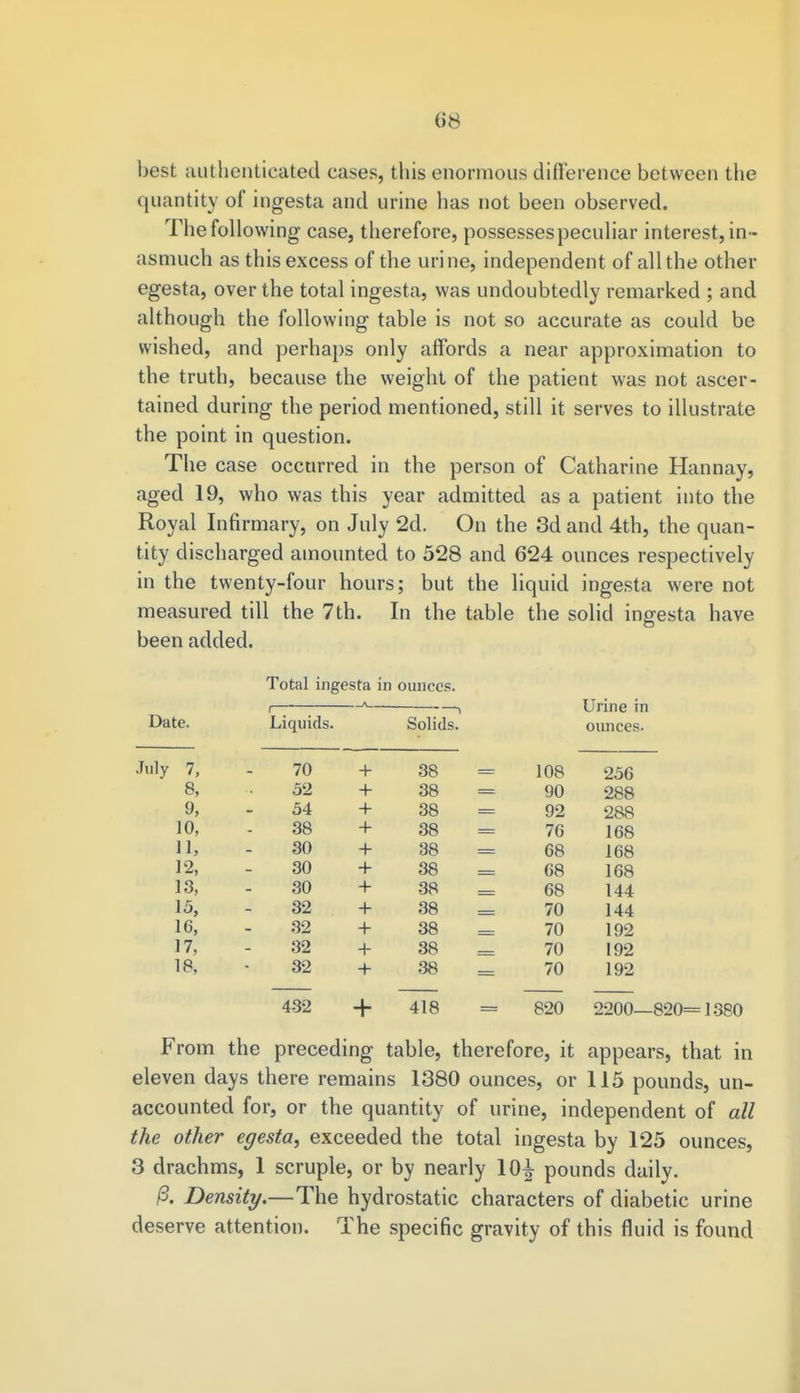 68
best authenticated cases, this enormous difference between the
quantity of ingesta and urine has not been observed.
The following case, therefore, possesses peculiar interest, in-
asmuch as this excess of the urine, independent of all the other
egesta, over the total ingesta, was undoubtedly remarked ; and
although the following table is not so accurate as could be
wished, and perhaps only affords a near approximation to
the truth, because the weight of the patient was not ascer-
tained during the period mentioned, still it serves to illustrate
the point in question.
The case occurred in the person of Catharine Hannay,
aged 19, who was this year admitted as a patient into the
Royal Infirmary, on July 2d. On the 3d and 4th, the quan-
tity discharged amounted to 528 and 624 ounces respectively
in the twenty-four hours; but the liquid ingesta were not
measured till the 7th. In the table the solid ingesta have
been added.
Total ingesta in ounces.
Date. Liquids. Solids. Urine in ounces.
July 7, - 70 + 38 = 108 256
8, - 52 + 38 = 90 288
9, - 54 + 38 = 92 288
10, - 38 + 38 = 76 168
11, - 30 + 38 = 68 168
12, - 30 + 38 = 68 168
13, - 30 + 38 = 68 144
15, - 32 + 38 = 70 144
16, - 32 + 38 = 70 192
17, - 32 + 38 = 70 192
18, - 32 + 38 = 70 192
432 + 418 = 820 2200—820=1380
From the preceding table, therefore, it appears, that in
eleven days there remains 1380 ounces, or 115 pounds, un-
accounted for, or the quantity of urine, independent of all
the other egesta, exceeded the total ingesta by 125 ounces,
3 drachms, 1 scruple, or by nearly 10½ pounds daily.
β. Density.—The hydrostatic characters of diabetic urine
deserve attention. The specific gravity of this fluid is found